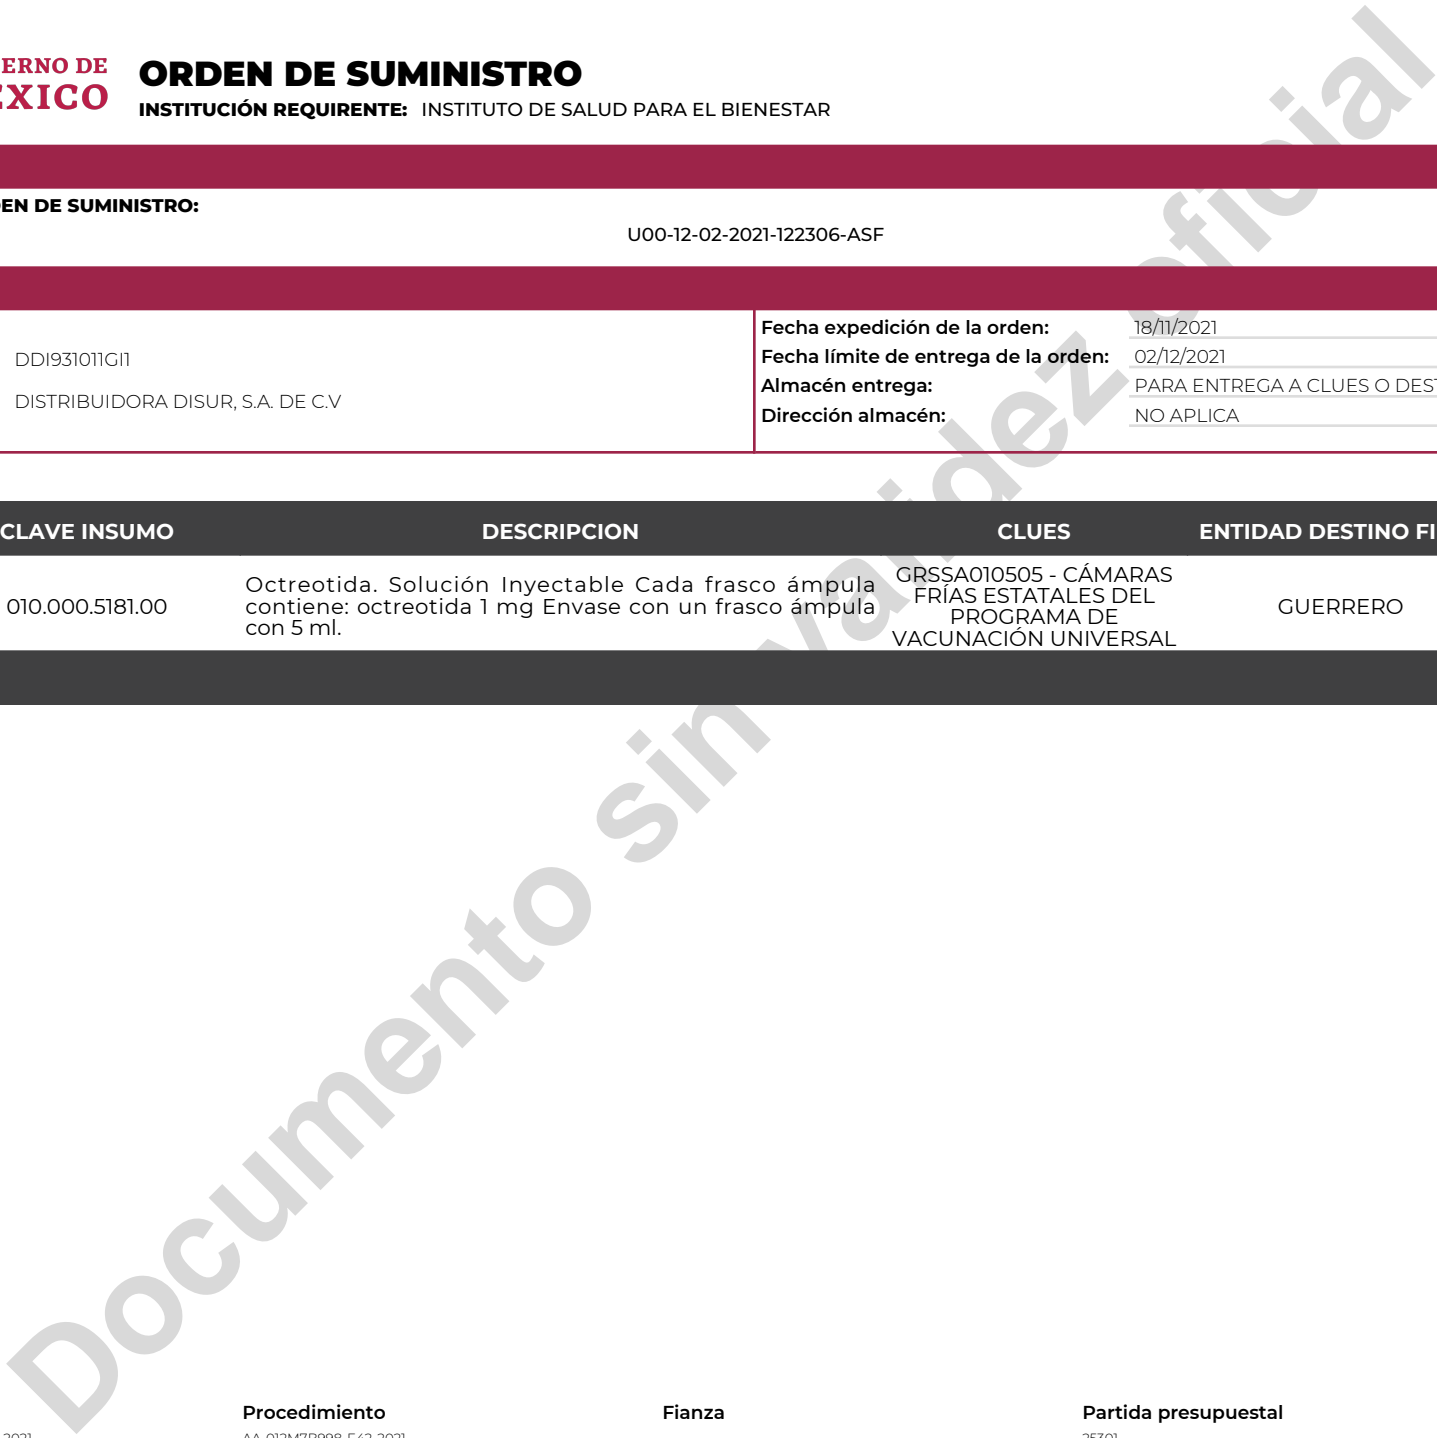 ERNO DE
EXICO
ORDEN DE SUMINISTRO
INSTITUCIÓN REQUIRENTE: INSTITUTO DE SALUD PARA EL BIENESTAR
EN DE SUMINISTRO:
U00-12-02-2021-122306-ASF
DDI931011GI1
DISTRIBUIDORA DISUR, S.A. DE C.V
Fecha expedición de la orden: 18/11/2021
Fecha límite de entrega de la orden: 02/12/2021
Almacén entrega: PARA ENTREGA A CLUES O DEST
Dirección almacén: NO APLICA
CLAVE INSUMO DESCRIPCION CLUES ENTIDAD DESTINO FI
010.000.5181.00
Octreotida. Solución Inyectable Cada frasco ámpula
contiene: octreotida 1 mg Envase con un frasco ámpula
con 5 ml.
GRSSA010505 - CÁMARAS
FRÍAS ESTATALES DEL
PROGRAMA DE
VACUNACIÓN UNIVERSAL
GUERRERO
Documento sin validez oficial
Procedimiento Fianza Partida presupuestal